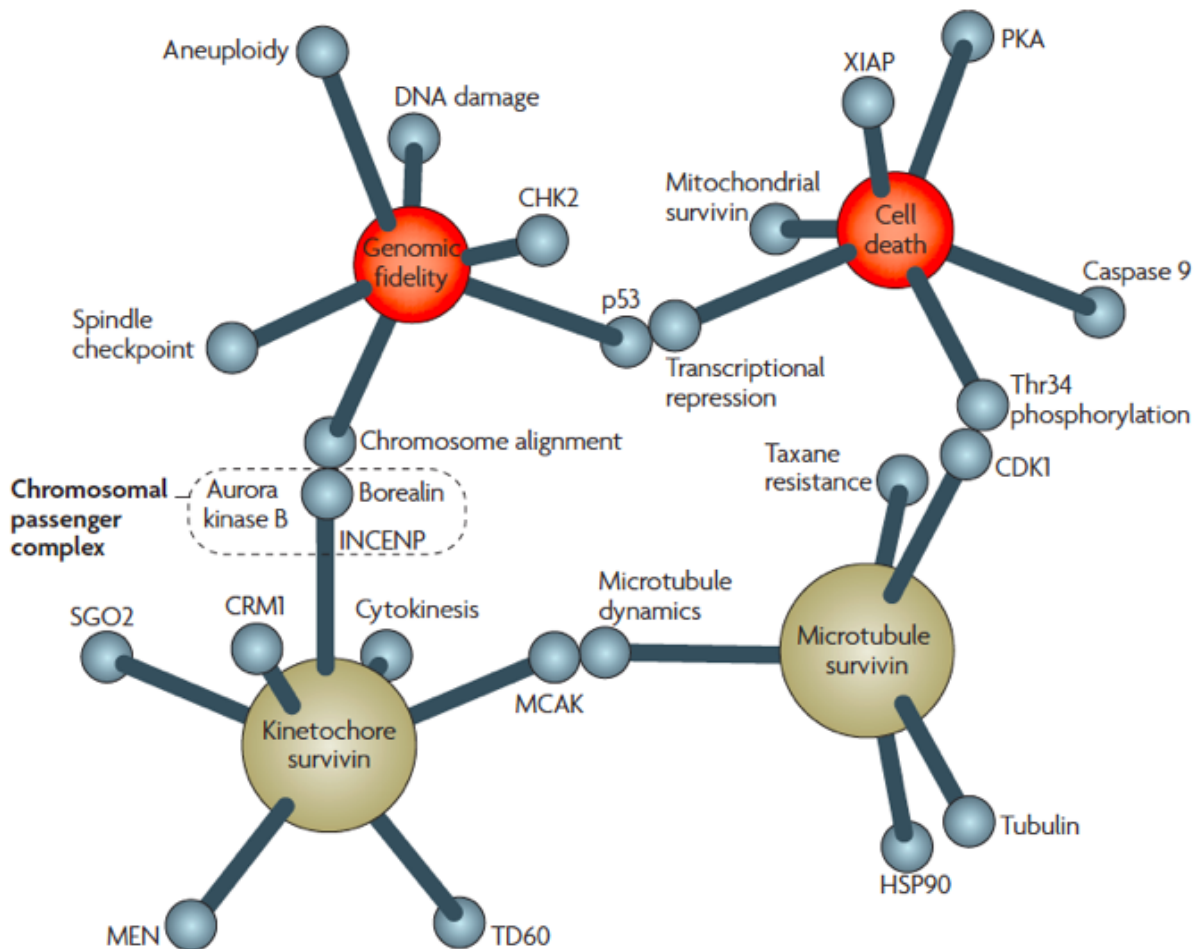 Aneuploidy
PKA
XIAP
DNA damage
CHK2
Mitochondrial
survivin
Cell
death
Genomic
fidelity
Caspase 9
p53
Spindle
checkpoint
Transcriptional
repression
Thr34
phosphorylation
Chromosome alignment
Taxane
resistance
CDK1
Chromosomal
passenger
complex
Aurora
kinase B
Borealin
INCENP
SGO2
CRM1
Cytokinesis
Microtubule
dynamics
Microtubule
survivin
MCAK
Kinetochore
survivin
Tubulin
HSP90
MEN
TD60